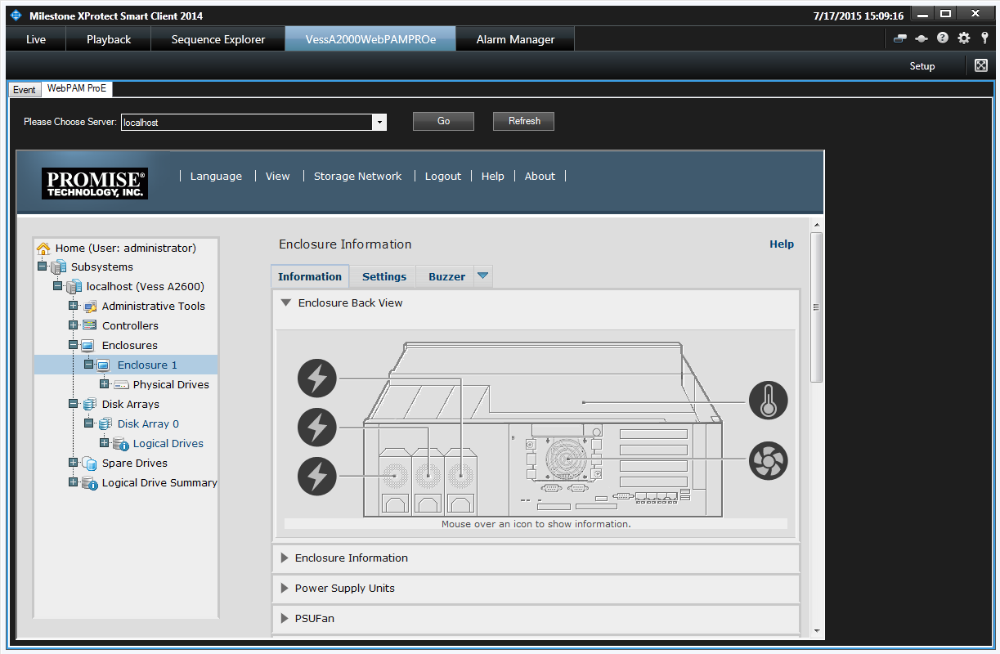 Milestone XProtect Smart Client 2014
7/17/2015 15:09:16
Live
Playback
Sequence Explorer
VessA2000WebPAMPROe
Alarm Manager
Setup
Event
WebPAM ProE
Please Choose Server:
localhost
Go
Refresh
PROMISE®
TECHNOLOGY, INC.
Language
View
Storage Network
Logout
Help
About
Home (User: administrator)
Subsystems
localhost (Vess A2600)
Administrative Tools
Controllers
Enclosures
Enclosure 1
Physical Drives
Disk Arrays
Disk Array 0
Logical Drives
Spare Drives
Logical Drive Summary
Enclosure Information
Help
Information
Settings
Buzzer
Enclosure Back View
Mouse over an icon to show information.
Enclosure Information
Power Supply Units
PSUFan